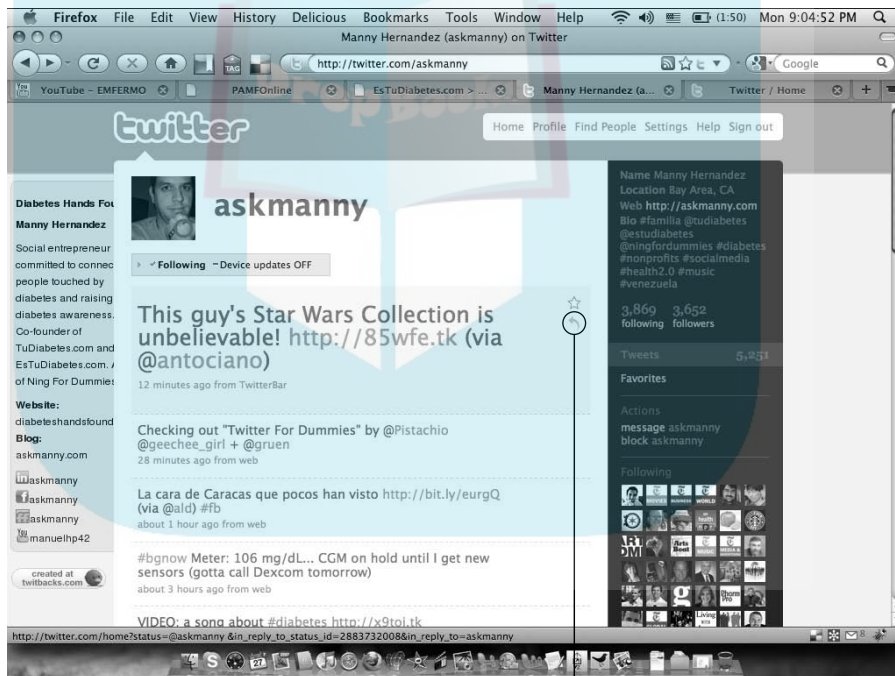 Firefox File Edit View History Delicious Bookmarks Tools Window Help (1:50) Mon 9:04:52 PM
Manny Hernandez (askmanny) on Twitter
http://twitter.com/askmanny
Google
YouTube – EMFERMO
PAMFOnline
EsTuDiabetes.com > ...
Manny Hernandez (a...
Twitter / Home
twitter
Home Profile Find People Settings Help Sign out
Diabetes Hands Fou
Manny Hernandez
Social entrepreneur
committed to connec
people touched by
diabetes and raising
diabetes awareness.
Co-founder of
TuDiabetes.com and
EsTuDiabetes.com. A
of Ning For Dummies
Website:
diabeteshandsfound
Blog:
askmanny.com
askmanny
askmanny
askmanny
manuelhp42
created at
twitbacks.com
askmanny
Following – Device updates OFF
This guy's Star Wars Collection is
unbelievable! http://85wfe.tk (via
@antociano)
12 minutes ago from TwitterBar
Checking out "Twitter For Dummies" by @Pistachio
@geechee_girl + @gruen
28 minutes ago from web
La cara de Caracas que pocos han visto http://bit.ly/eurgQ
(via @ald) #fb
about 1 hour ago from web
#bgnow Meter: 106 mg/dL... CGM on hold until I get new
sensors (gotta call Dexcom tomorrow)
about 3 hours ago from web
VIDEO: a song about #diabetes http://x9toi.tk
Name Manny Hernandez
Location Bay Area, CA
Web http://askmanny.com
Bio #familia @tudiabetes
@estudiabetes
@ningfordummies #diabetes
#nonprofits #socialmedia
#health2.0 #music
#venezuela
3,869 3,652
following followers
Tweets 5,251
Favorites
Actions
message askmanny
block askmanny
Following
http://twitter.com/home?status=@askmanny &in_reply_to_status_id=2883732008&in_reply_to=askmanny